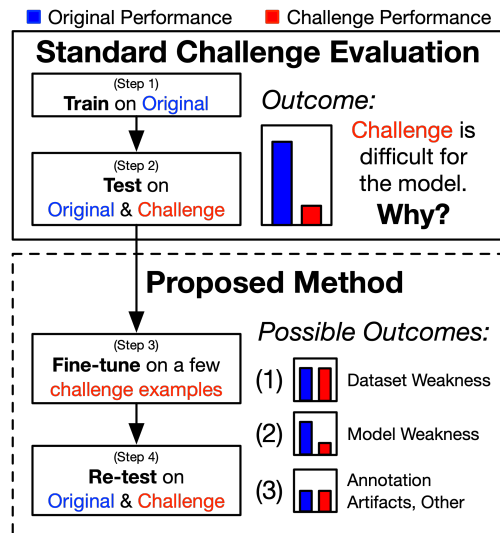 Original Performance Challenge Performance
Standard Challenge Evaluation
(Step 1)
Train on Original
(Step 2)
Test on
Original & Challenge
Outcome:
Challenge is
difficult for
the model.
Why?
Proposed Method
(Step 3)
Fine-tune on a few
challenge examples
(Step 4)
Re-test on
Original & Challenge
Possible Outcomes:
(1) Dataset Weakness
(2) Model Weakness
(3) Annotation
Artifacts, Other